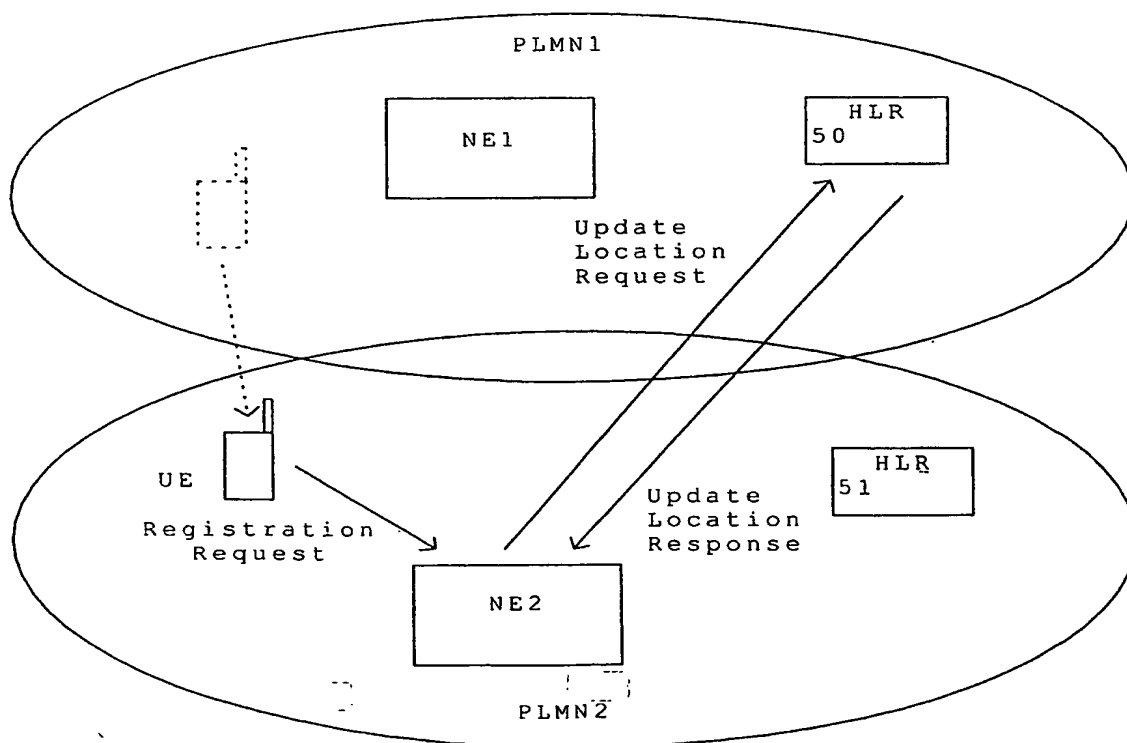 PLMN1
NE1
HLR
50
Update
Location
Request
UE
Registration
Request
Update
Location
Response
HLR
51
NE2
PLMN2